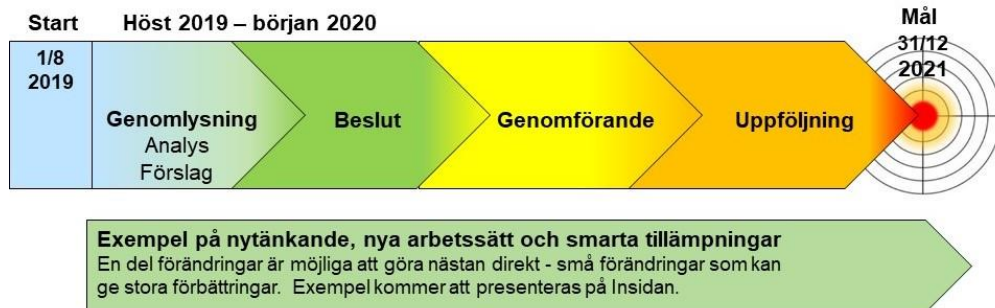 Start
Höst 2019 – början 2020
Mål
31/12
2021
1/8
2019
Genomlysning
Analys
Förslag
Beslut
Genomförande
Uppföljning
Exempel på nytänkande, nya arbetssätt och smarta tillämpningar
En del förändringar är möjliga att göra nästan direkt - små förändringar som kan
ge stora förbättringar. Exempel kommer att presenteras på Insidan.